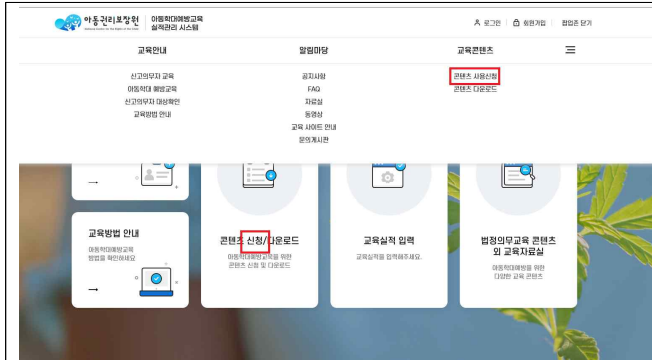 아동권리보장원
아동학대예방교육
실적관리 시스템
로그인
회원가입
팝업존 닫기
교육안내
알림마당
교육콘텐츠
신고의무자 교육
아동학대 예방교육
신고의무자 대상확인
교육방법 안내
공지사항
FAQ
자료실
동영상
교육 사이트 안내
문의게시판
콘텐츠 사용신청
콘텐츠 다운로드
교육방법 안내
아동학대예방교육
방법을 확인하세요
콘텐츠 신청/다운로드
아동학대예방교육을 위한
콘텐츠 신청 및 다운로드
교육실적 입력
교육실적을 입력해주세요.
법정의무교육 콘텐츠
외 교육자료실
아동학대예방을 위한
다양한 교육 콘텐츠